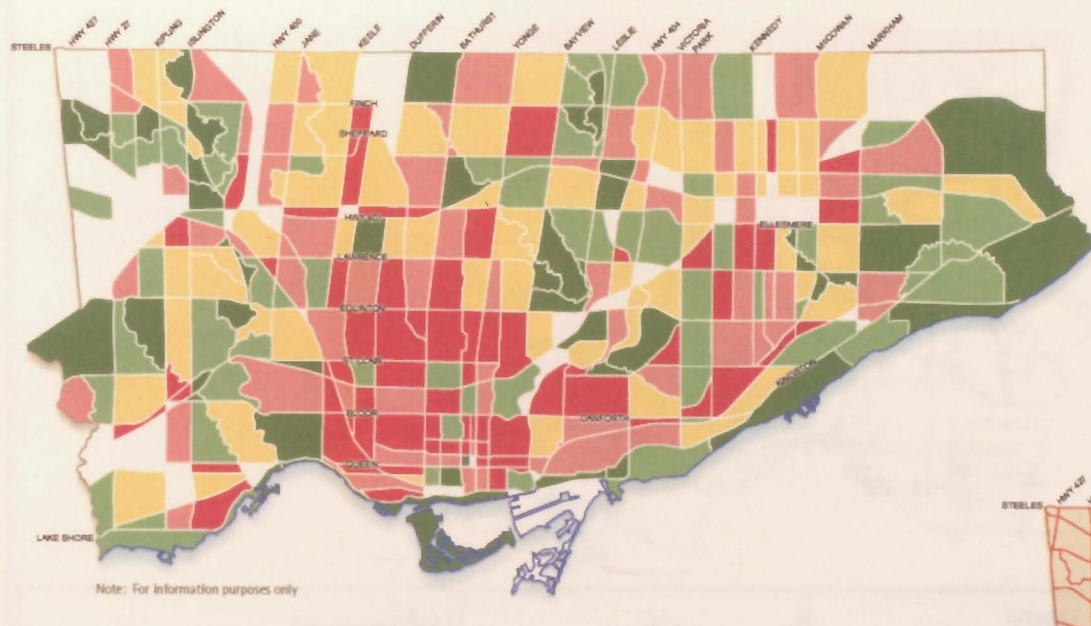 HWY 427
HWY 27
KIPLING
ISLINGTON
HWY 400
JANE
KEELE
DUFFERIN
BATHURST
YONGE
BAYVIEW
LESLIE
HWY 404
VICTORIA
PARK
KENNEDY
MCCOWAN
MARKHAM
STEELES
FINCH
SHEPPARD
HWY 401
ELLESMERE
LAWRENCE
EGLINTON
ST CLAIR
KINGSTON
BLOOR
DANFORTH
QUEEN
HWY 427
STEELES
LAKE SHORE
Note: For information purposes only